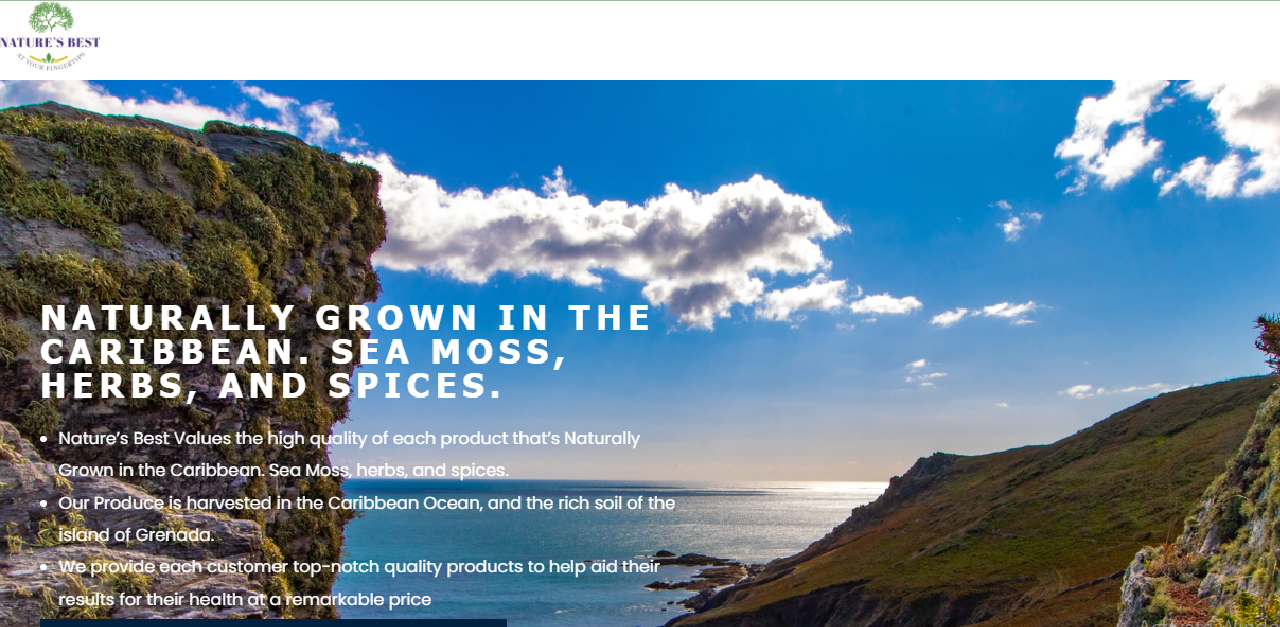 NATURE'S BEST
AT YOUR FINGERTIPS
NATURALLY GROWN IN THE
CARIBBEAN. SEA MOSS,
HERBS, AND SPICES.
Nature's Best Values the high quality of each product that's Naturally
Grown in the Caribbean. Sea Moss, herbs, and spices.
Our Produce is harvested in the Caribbean Ocean, and the rich soil of the
island of Grenada.
We provide each customer top-notch quality products to help aid their
results for their health at a remarkable price